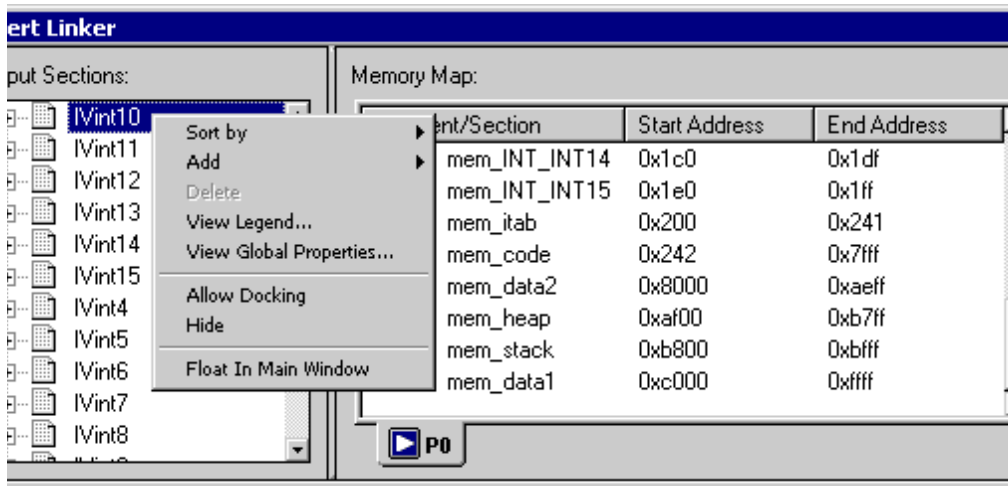 ert Linker
put Sections:
IVint10
IVint11
IVint12
IVint13
IVint14
IVint15
IVint4
IVint5
IVint6
IVint7
IVint8
Sort by
Add
Delete
View Legend...
View Global Properties...
Allow Docking
Hide
Float In Main Window
Memory Map:
ent/Section Start Address End Address
mem_INT_INT14 0x1c0 0x1df
mem_INT_INT15 0x1e0 0x1ff
mem_itab 0x200 0x241
mem_code 0x242 0x7fff
mem_data2 0x8000 0xaeff
mem_heap 0xaf00 0xb7ff
mem_stack 0xb800 0xbfff
mem_data1 0xc000 0xffff
P0